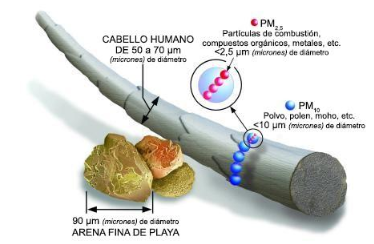 CABELLO HUMANO
DE 50 a 70 µm
(micrones) de diámetro
PM2,5
Partículas de combustión,
compuestos orgánicos, metales, etc.
<2,5 µm (micrones) de diámetro
PM10
Polvo, polen, moho, etc.
<10 µm (micrones) de diámetro
90 µm (micrones) de diámetro
ARENA FINA DE PLAYA